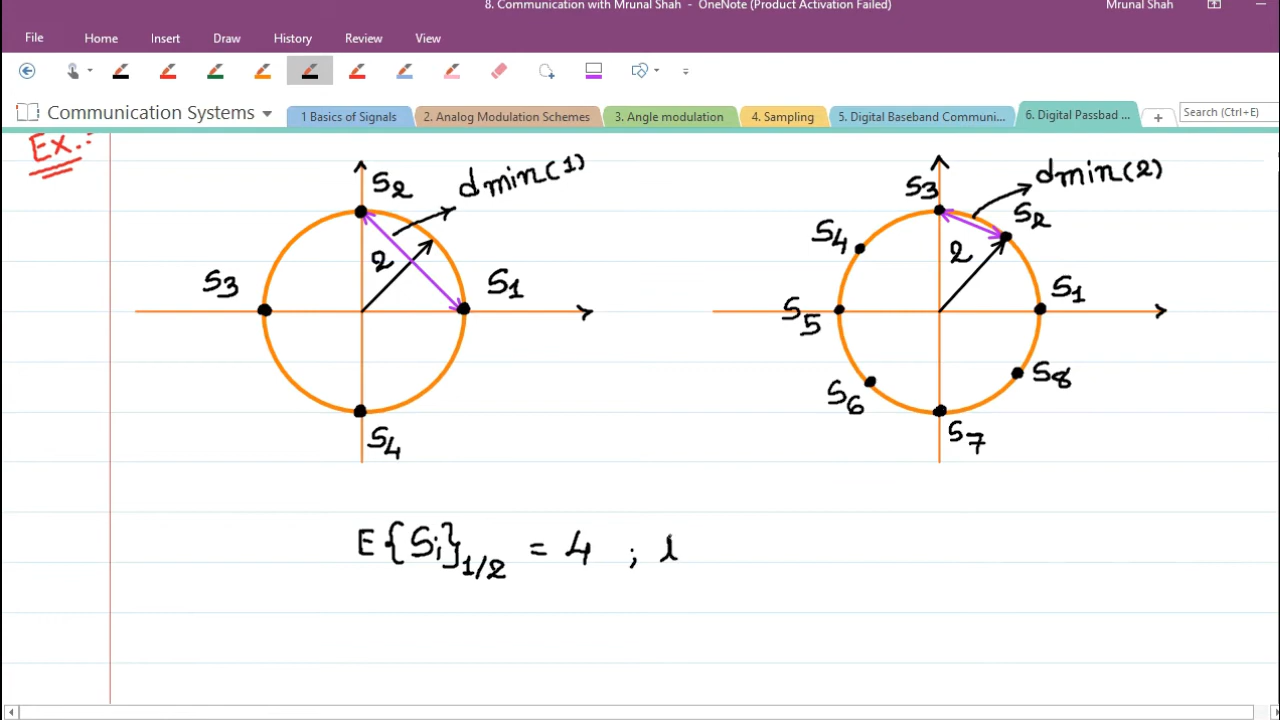 8. Communication with Mrunal Shah - OneNote (Product Activation Failed)
Mrunal Shah
File Home Insert Draw History Review View
Communication Systems
1 Basics of Signals
2. Analog Modulation Schemes
3. Angle modulation
4. Sampling
5. Digital Baseband Communi...
6. Digital Passbad ...
Search (Ctrl+E)
Ex.:
S2
dmin(1)
2
S3
S1
S4
S3
dmin(2)
S2
S4
2
S1
S5
S8
S6
S7
E{Si}1/2 = 4 ; i